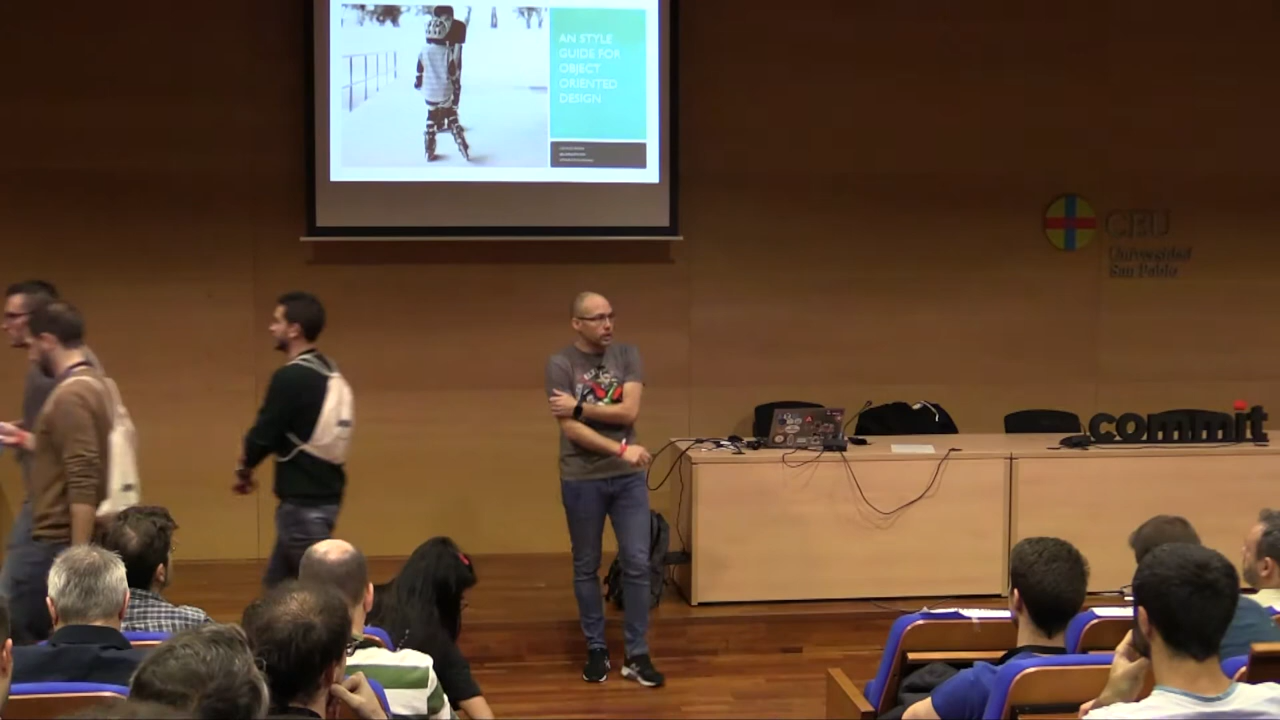 AN STYLE
GUIDE FOR
OBJECT
ORIENTED
DESIGN
CEU
Universidad
San Pablo
commit